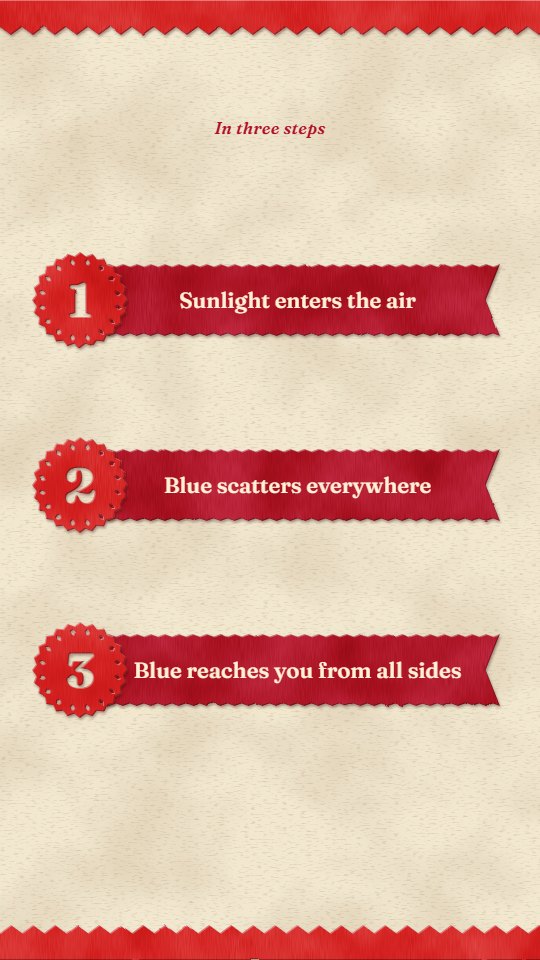 In three steps
1 Sunlight enters the air
2 Blue scatters everywhere
3 Blue reaches you from all sides